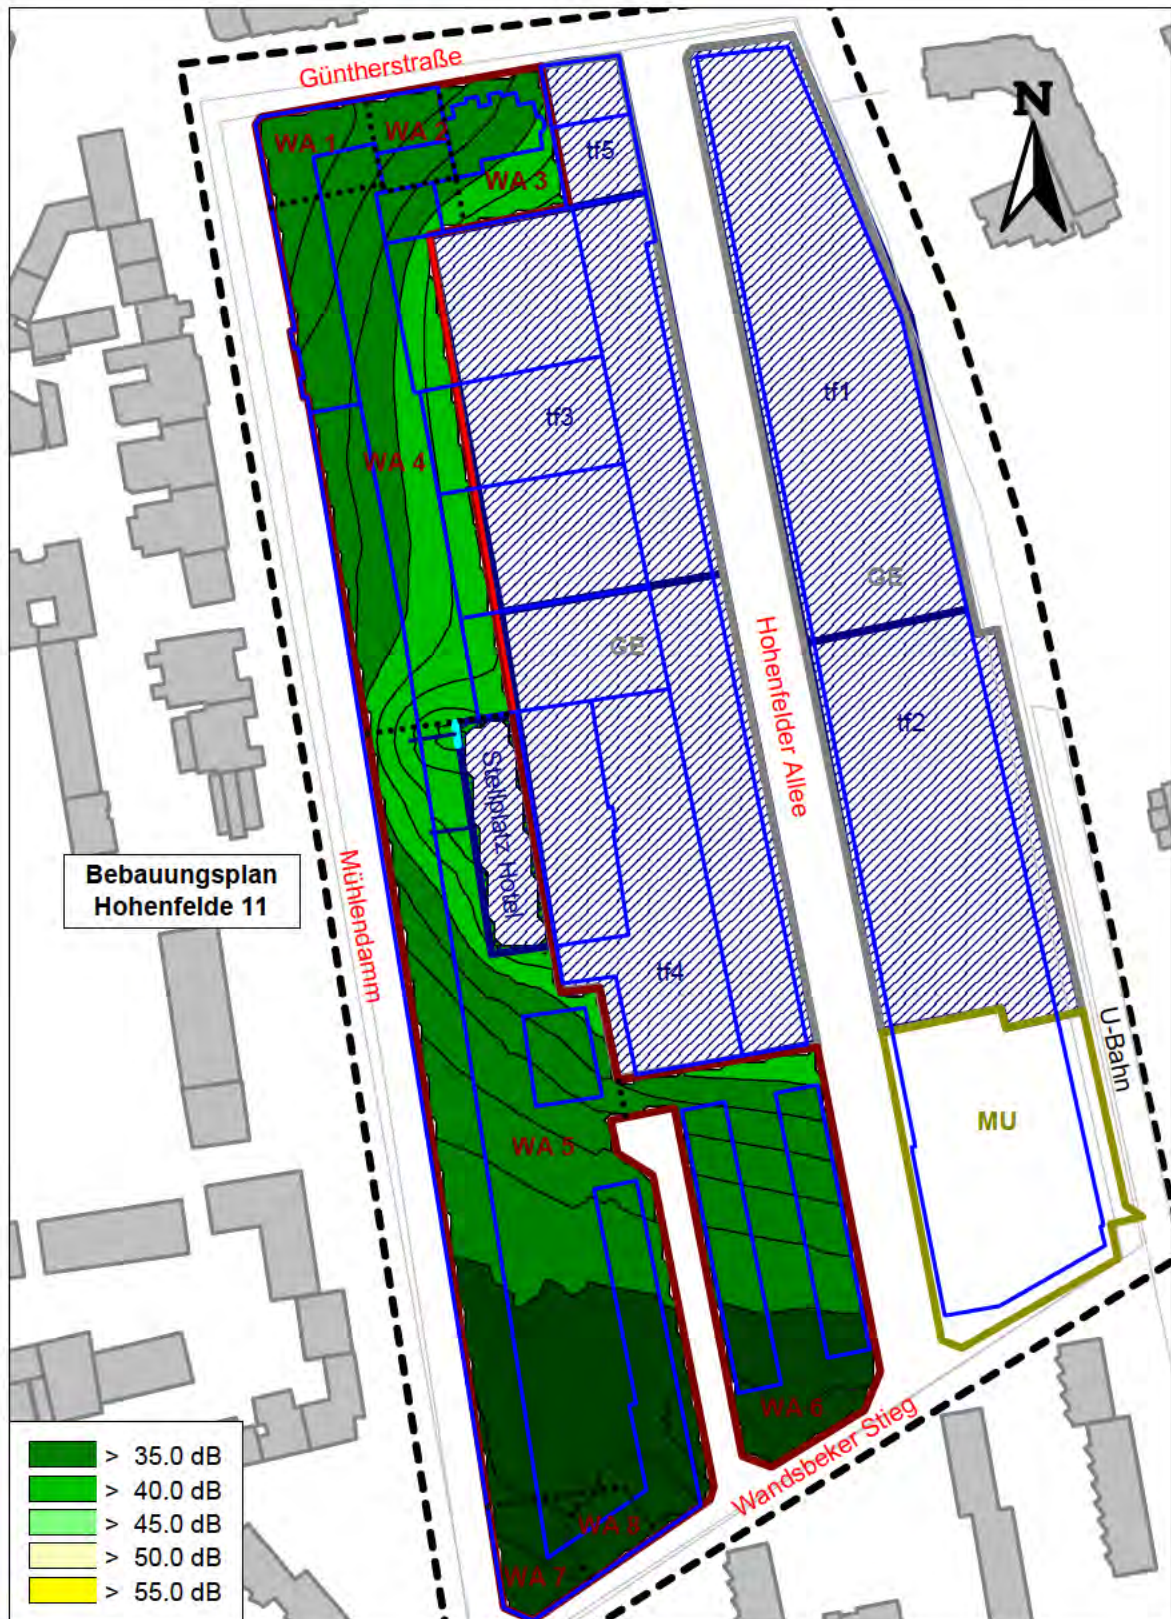 Güntherstraße
N
WA 1
WA 2
WA 3
tf5
tf1
tf3
WA 4
GE
GE
Hohenfelder Allee
tf2
Stellplatz Hotel
Bebauungsplan
Hohenfelde 11
Mühlendamm
tf4
U-Bahn
MU
WA 5
WA 6
Wandsbeker Stieg
WA 8
WA 7
> 35.0 dB
> 40.0 dB
> 45.0 dB
> 50.0 dB
> 55.0 dB